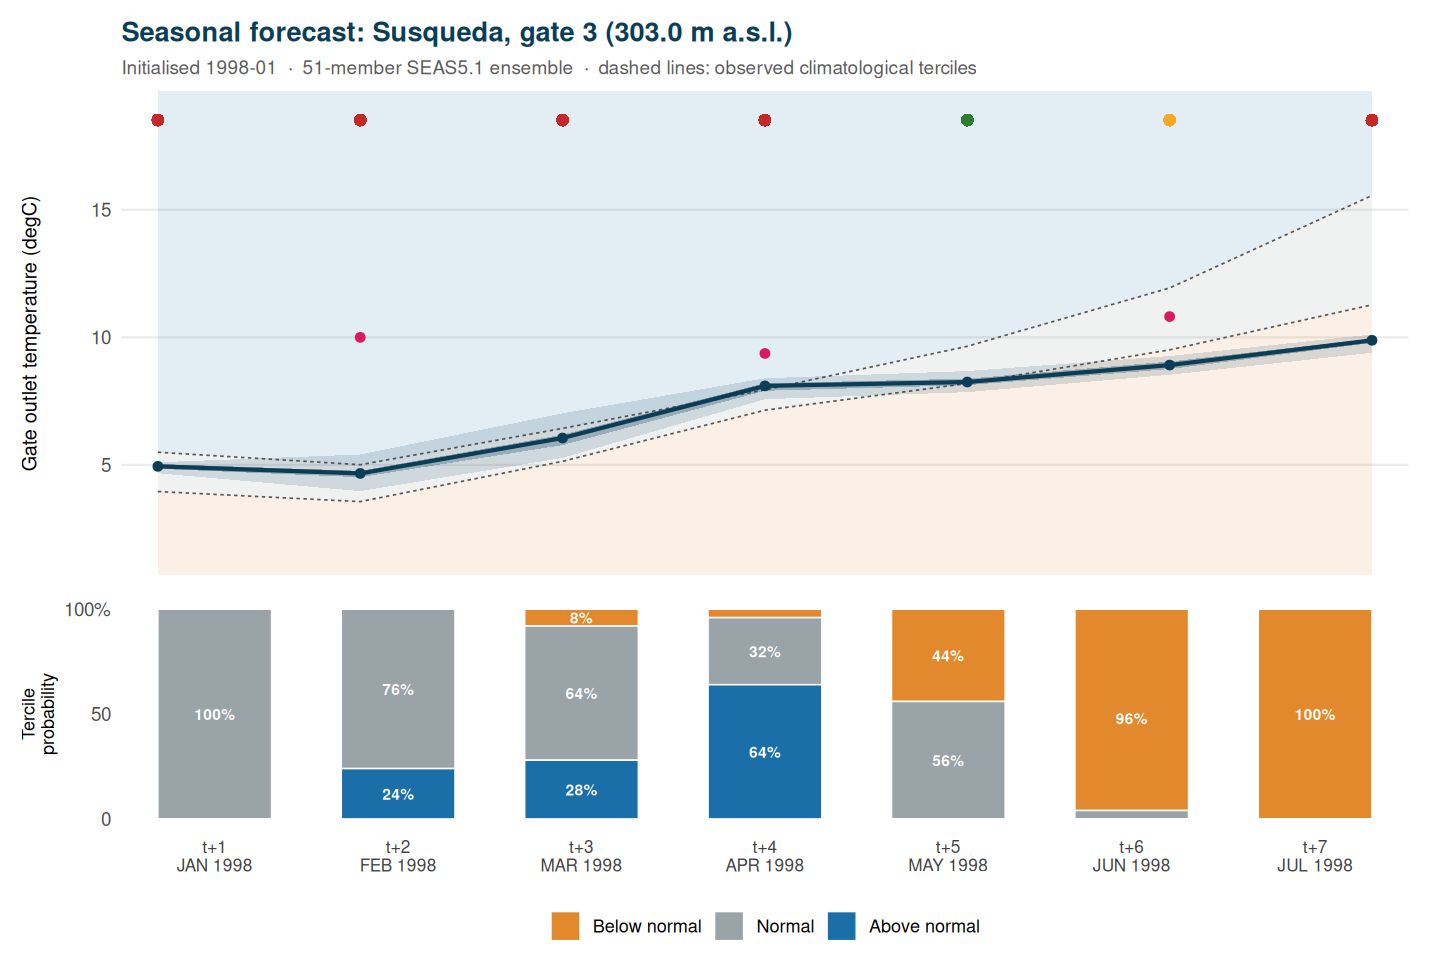 Seasonal forecast: Susqueda, gate 3 (303.0 m a.s.l.)
Initialised 1998-01 · 51-member SEAS5.1 ensemble · dashed lines: observed climatological terciles
Gate outlet temperature (degC)
15
10
5
Tercile
probability
100%
50
0
100%
76%
24%
8%
64%
28%
32%
64%
44%
56%
96%
100%
t+1
JAN 1998
t+2
FEB 1998
t+3
MAR 1998
t+4
APR 1998
t+5
MAY 1998
t+6
JUN 1998
t+7
JUL 1998
Below normal
Normal
Above normal